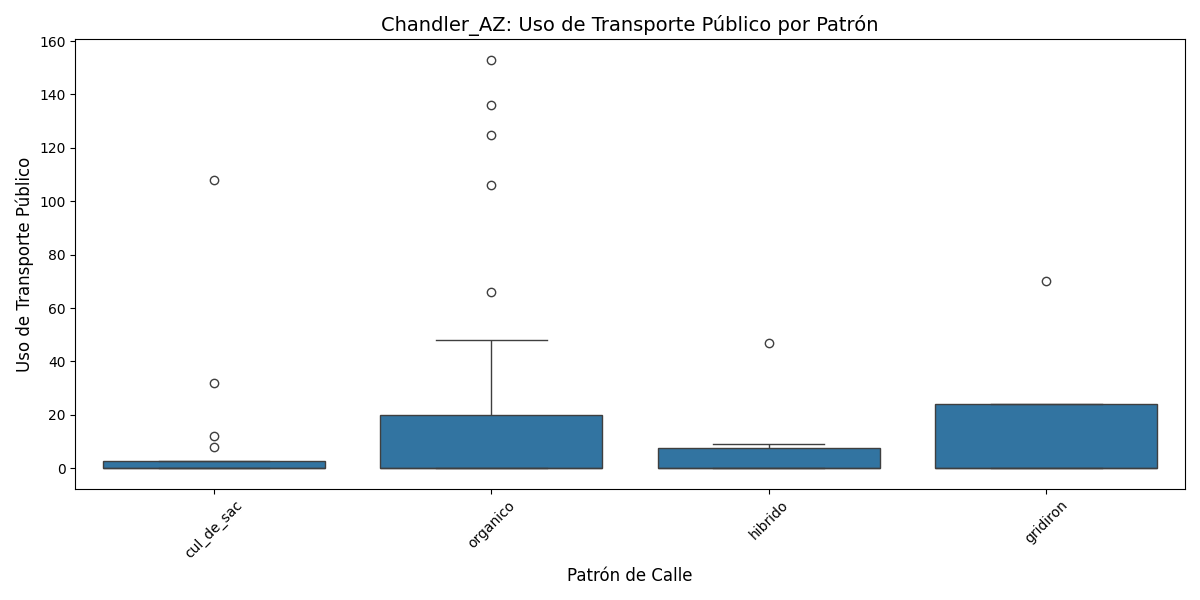 Chandler_AZ: Uso de Transporte Público por Patrón
Uso de Transporte Público
160
140
120
100
80
60
40
20
0
cul_de_sac
organico
hibrido
gridiron
Patrón de Calle